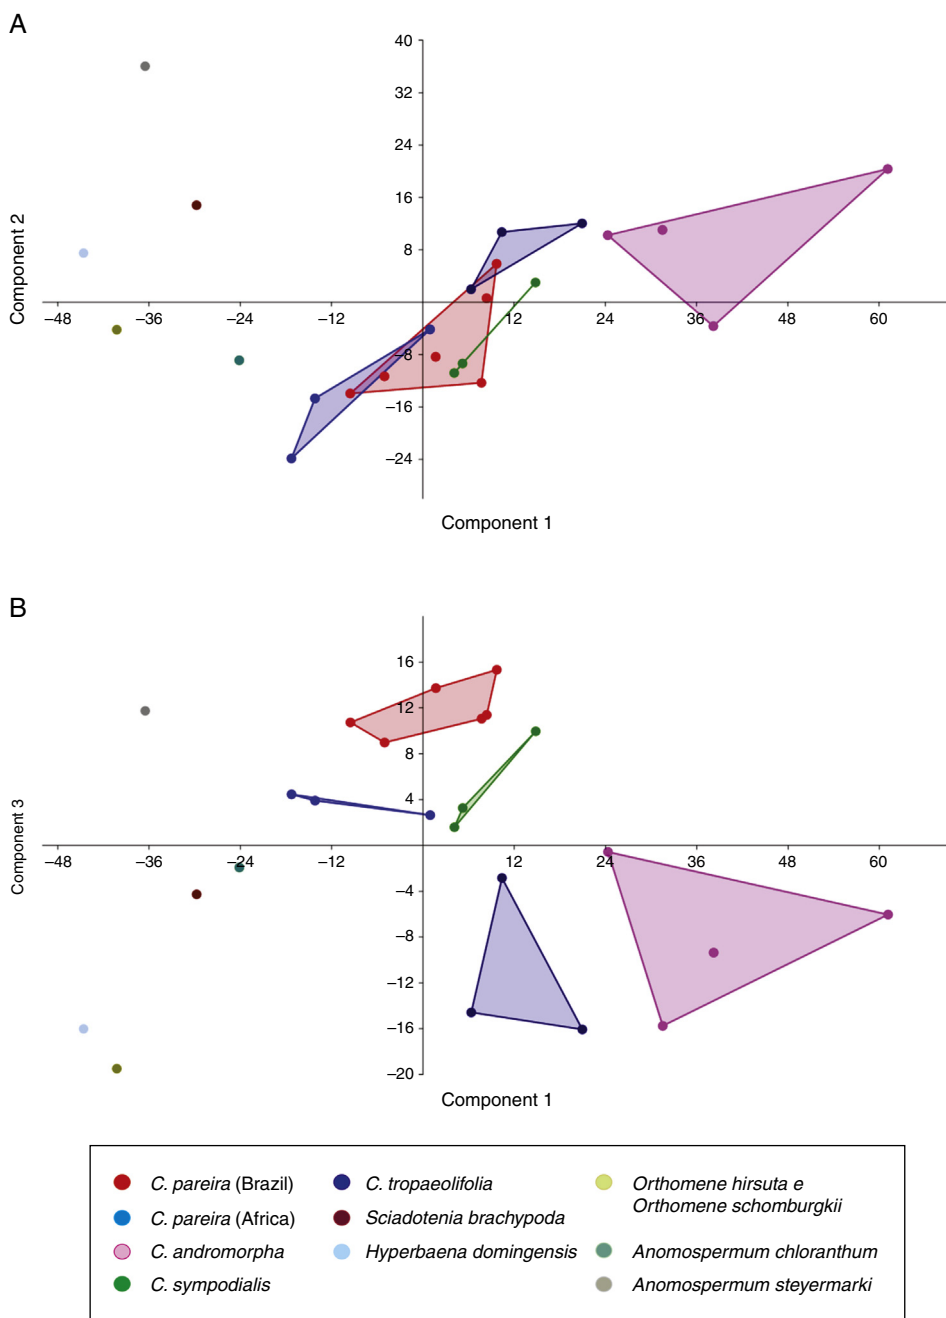 A
40
32
24
16
8
Component 2
−48 −36 −24 −12 12 24 36 48 60
−8
−16
−24
Component 1
B
16
12
8
4
Component 3
−48 −36 −24 −12 12 24 36 48 60
−4
−8
−12
−16
−20
Component 1
C. pareira (Brazil)
C. tropaeolifolia
Orthomene hirsuta e
Orthomene schomburgkii
C. pareira (Africa)
Sciadotenia brachypoda
C. andromorpha
Hyperbaena domingensis
Anomospermum chloranthum
C. sympodialis
Anomospermum steyermarki